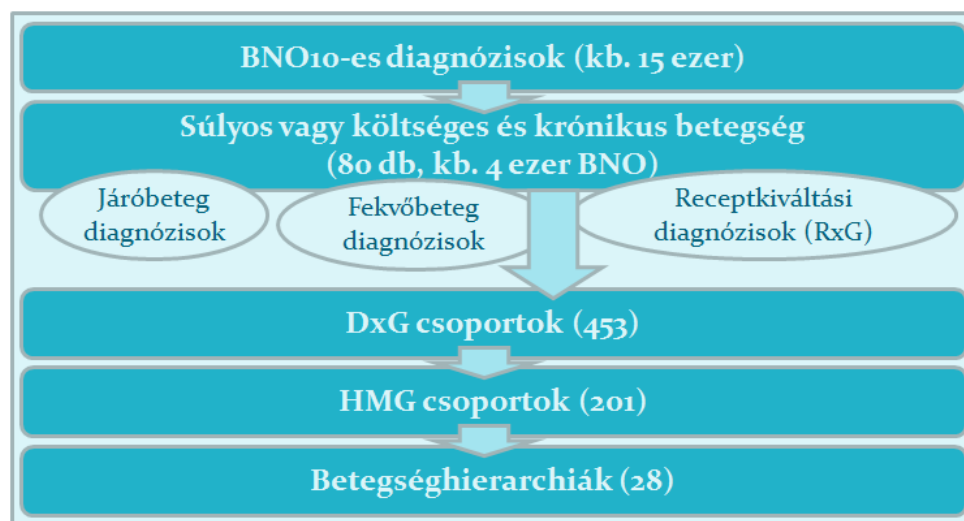 BNO10-es diagnózisok (kb. 15 ezer)
Súlyos vagy költséges és krónikus betegség
(80 db, kb. 4 ezer BNO)
Járóbeteg
diagnózisok
Fekvőbeteg
diagnózisok
Receptkiváltási
diagnózisok (RxG)
DxG csoportok (453)
HMG csoportok (201)
Betegséghierarchiák (28)